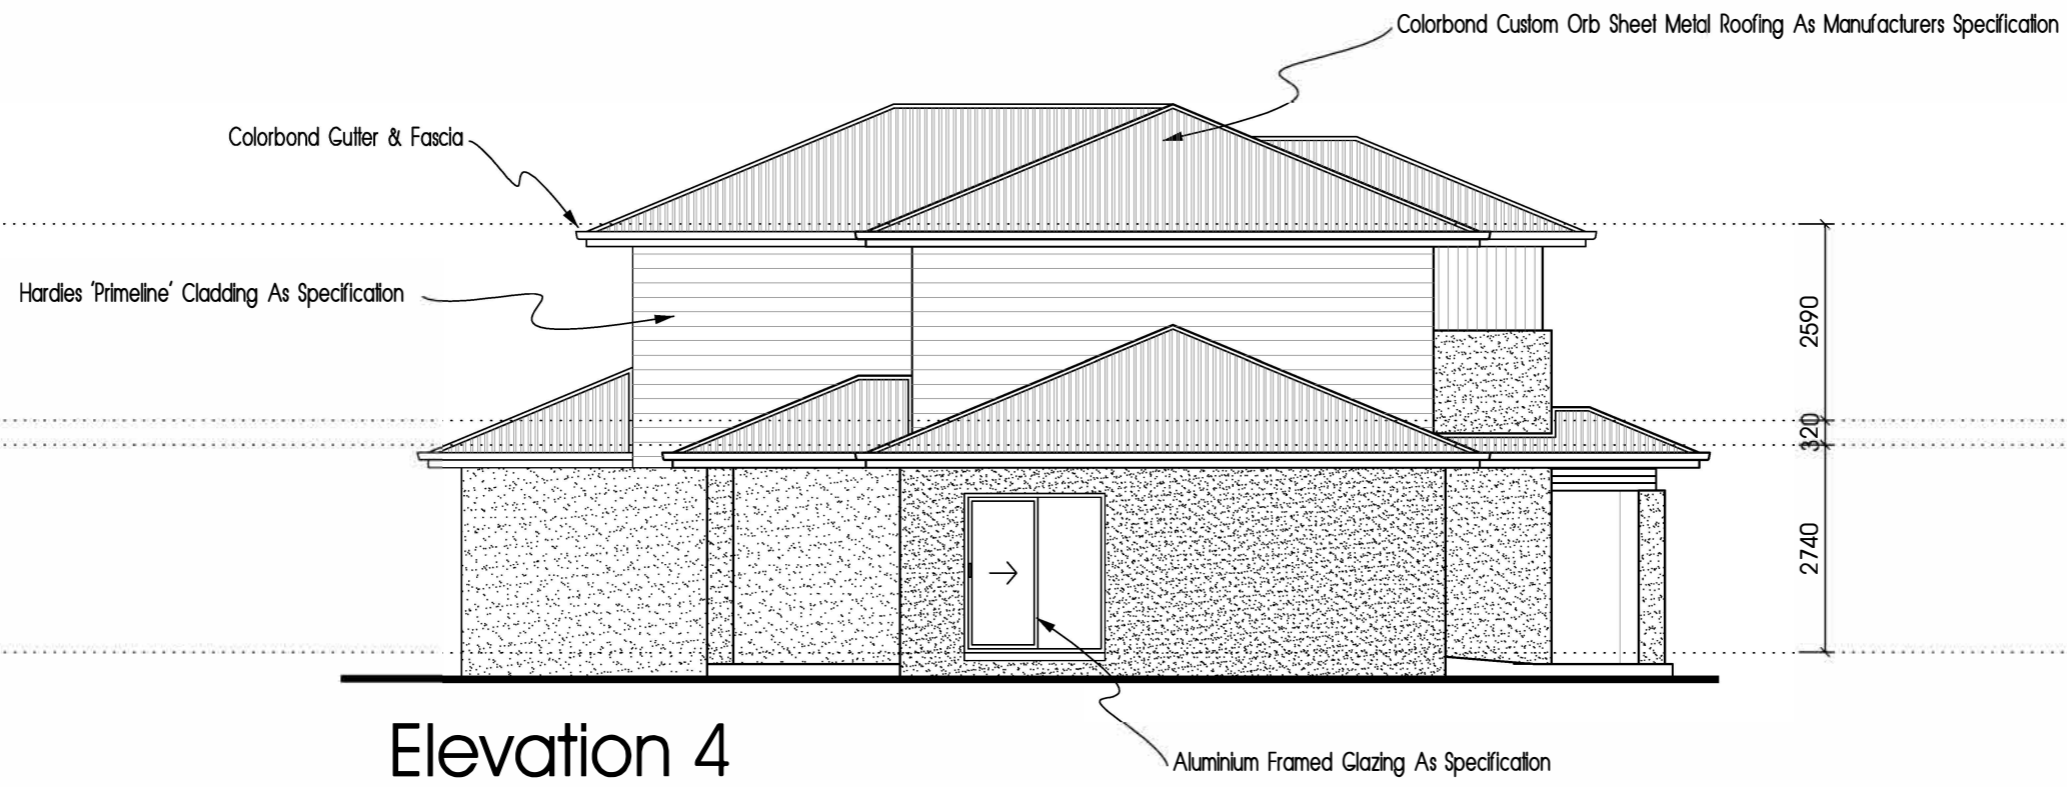 Colorbond Custom Orb Sheet Metal Roofing As Manufacturers Specification
Colorbond Gutter & Fascia
Hardies 'Primeline' Cladding As Specification
2590
320
2740
Elevation 4
Aluminium Framed Glazing As Specification